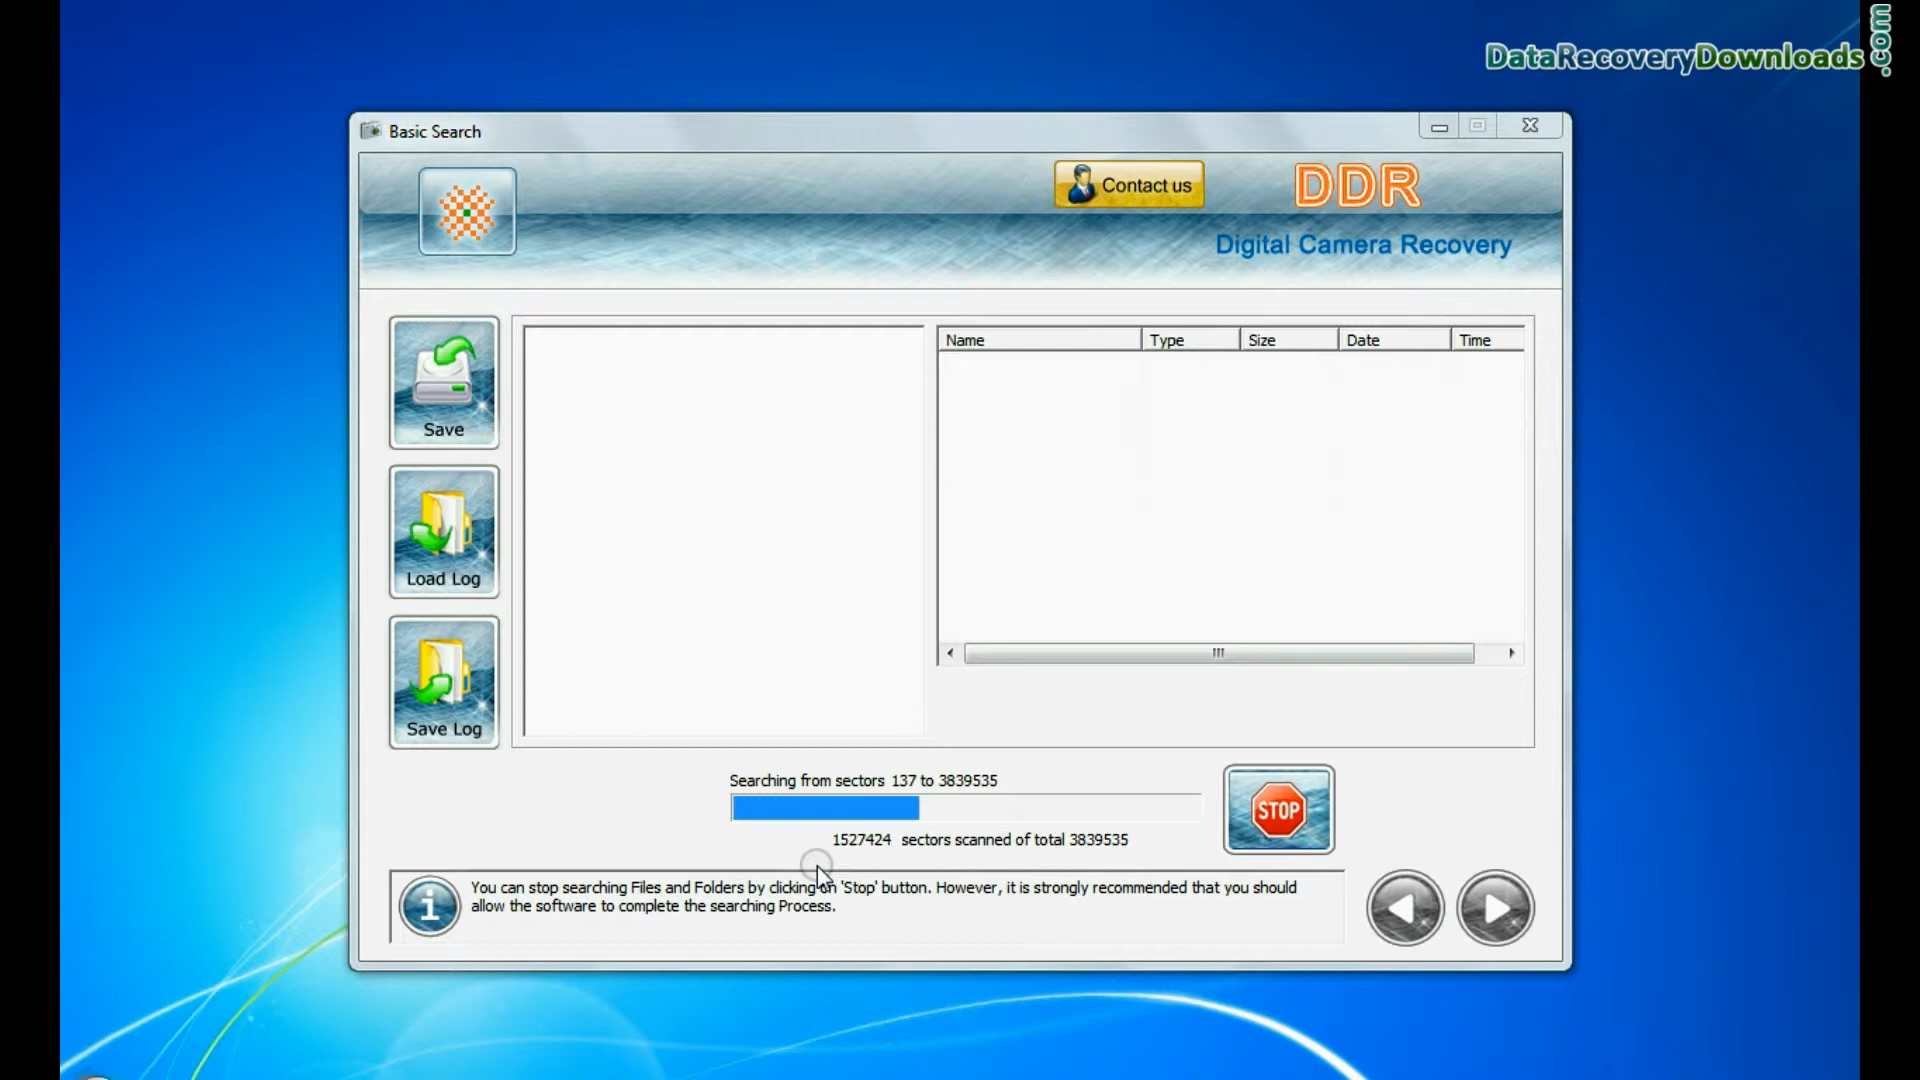 DataRecoveryDownloads.com
Basic Search
Contact us
DDR
Digital Camera Recovery
Save
Load Log
Save Log
Name Type Size Date Time
Searching from sectors 137 to 3839535
1527424 sectors scanned of total 3839535
STOP
You can stop searching Files and Folders by clicking on 'Stop' button. However, it is strongly recommended that you should
allow the software to complete the searching Process.